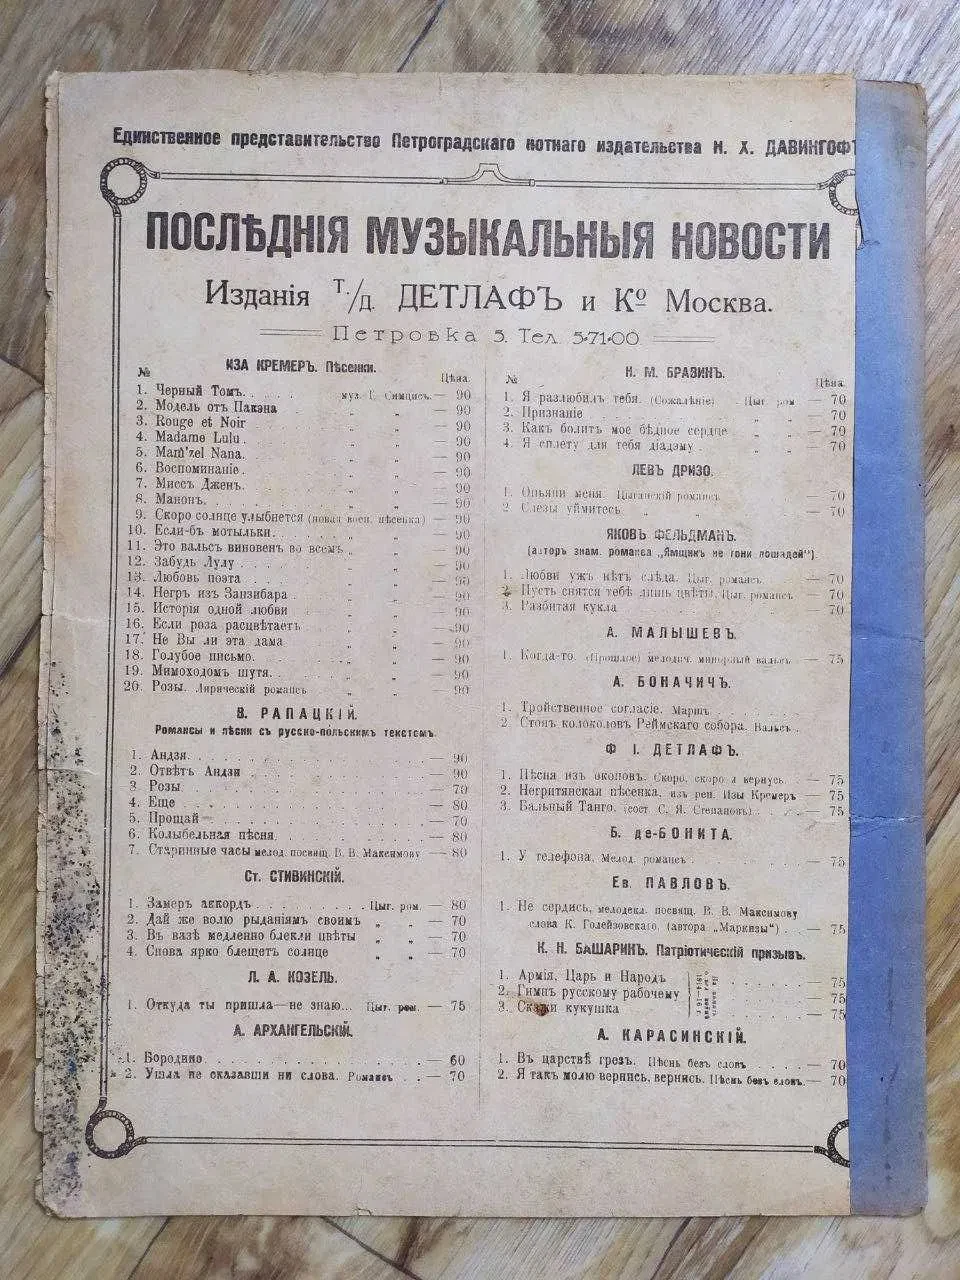 Единственное представительство Петроградскаго нотнаго издательства Н. Х. ДАВИНГОФЪ
ПОСЛѢДНІЯ МУЗЫКАЛЬНЫЯ НОВОСТИ
Изданія Т./Д. ДЕТЛАФЪ и Кº Москва.
Петровка 5. Тел. 5-71-00.
ИЗА КРЕМЕРЪ. Пѣсенки.
№ Цѣна.
1. Черный Томъ. муз. Г. Симцисъ. — 90
2. Модель отъ Пакэна „ „ — 90
3. Rouge et Noir „ „ — 90
4. Madame Lulu „ „ — 90
5. Mam'zel Nana. „ „ — 90
6. Воспоминаніе „ „ — 90
7. Миссъ Дженъ. „ „ — 90
8. Манонъ. „ „ — 90
9. Скоро солнце улыбнется (новая воен. пѣсенка) — 90
10. Если-бъ мотыльки „ „ — 90
11. Это вальсъ виновенъ во всемъ „ „ — 90
12. Забудь Лулу „ „ — 90
13. Любовь поэта „ „ — 90
14. Негръ изъ Занзибара „ „ — 90
15. Исторія одной любви „ „ — 90
16. Если роза расцвѣтаетъ „ „ — 90
17. Не Вы ли эта дама „ „ — 90
18. Голубое письмо. „ „ — 90
19. Мимоходомъ шутя. „ „ — 90
20. Розы. Лирическій романсъ „ „ — 90
В. РАПАЦКІЙ.
Романсы и пѣсни съ русско-польскимъ текстомъ.
1. Андзя — 90
2. Отвѣтъ Андзи — 90
3. Розы — 70
4. Еще — 80
5. Прощай — 70
6. Колыбельная пѣсня — 80
7. Старинные часы мелод. посвящ. В. В. Максимову — 80
Ст. СТИВИНСКІЙ.
1. Замеръ аккордъ Цыг. ром. — 80
2. Дай же волю рыданіямъ своимъ „ „ — 70
3. Въ вазѣ медленно блекли цвѣты „ „ — 70
4. Снова ярко блещетъ солнце „ „ — 70
Л. А. КОЗЕЛЬ.
1. Откуда ты пришла—не знаю... Цыг. ром. — 75
А. АРХАНГЕЛЬСКІЙ.
1. Бородино — 60
2. Ушла не сказавши ни слова. Романсъ — 70
Н. М. БРАЗИНЪ.
№ Цѣна.
1. Я разлюбилъ тебя. (Сожалѣніе) Цыг. ром — 70
2. Признаніе „ „ — 70
3. Какъ болитъ мое бѣдное сердце „ „ — 70
4. Я сплету для тебя діадэму „ „ 70
ЛЕВЪ ДРИЗО.
1. Опьяни меня. Цыганскій романсъ — 70
2. Слезы уймитесь „ „ — 70
ЯКОВЪ ФЕЛЬДМАНЪ.
(авторъ знам. романса „Ямщикъ не гони лошадей“)
1. Любви ужъ нѣтъ слѣда. Цыг. романсъ. — 70
2. Пусть снятся тебѣ лишь цвѣты. Цыг. романсъ — 70
3. Разбитая кукла — 70
А. МАЛЫШЕВЪ.
1. Когда-то. (Прошлое) мелодич. минорный вальсъ — 75
А. БОНАЧИЧЪ.
1. Тройственное согласіе. Маршъ.
2. Стонъ колоколовъ Реймскаго собора. Вальсъ
Ф. І. ДЕТЛАФЪ.
1. Пѣсня изъ окоповъ. Скоро, скоро я вернусь. — 75
2. Негритянская пѣсенка. изъ реп. Изы Кремеръ — 75
3. Бальный Танго. (сост. С. Я. Степановъ) — 75
Б. де-БОНИТА.
1. У телефона. Мелод. романсъ — 75
Ев. ПАВЛОВЪ.
1. Не сердись, мелодекл. посвящ. В. В. Максимову
слова К. Голейзовскаго. (автора „Маркизы“) — 75
К. Н. БАШАРИНЪ. Патріотическій призывъ.
1. Армія, Царь и Народъ — 75
2. Гимнъ русскому рабочему — 75
3. Скажи кукушка — 75
1914—16 г.
А. КАРАСИНСКІЙ.
1. Въ царствѣ грезъ. Пѣснь безъ словъ — 70
2. Я такъ молю вернись, вернись. Пѣснь безъ словъ. — 70